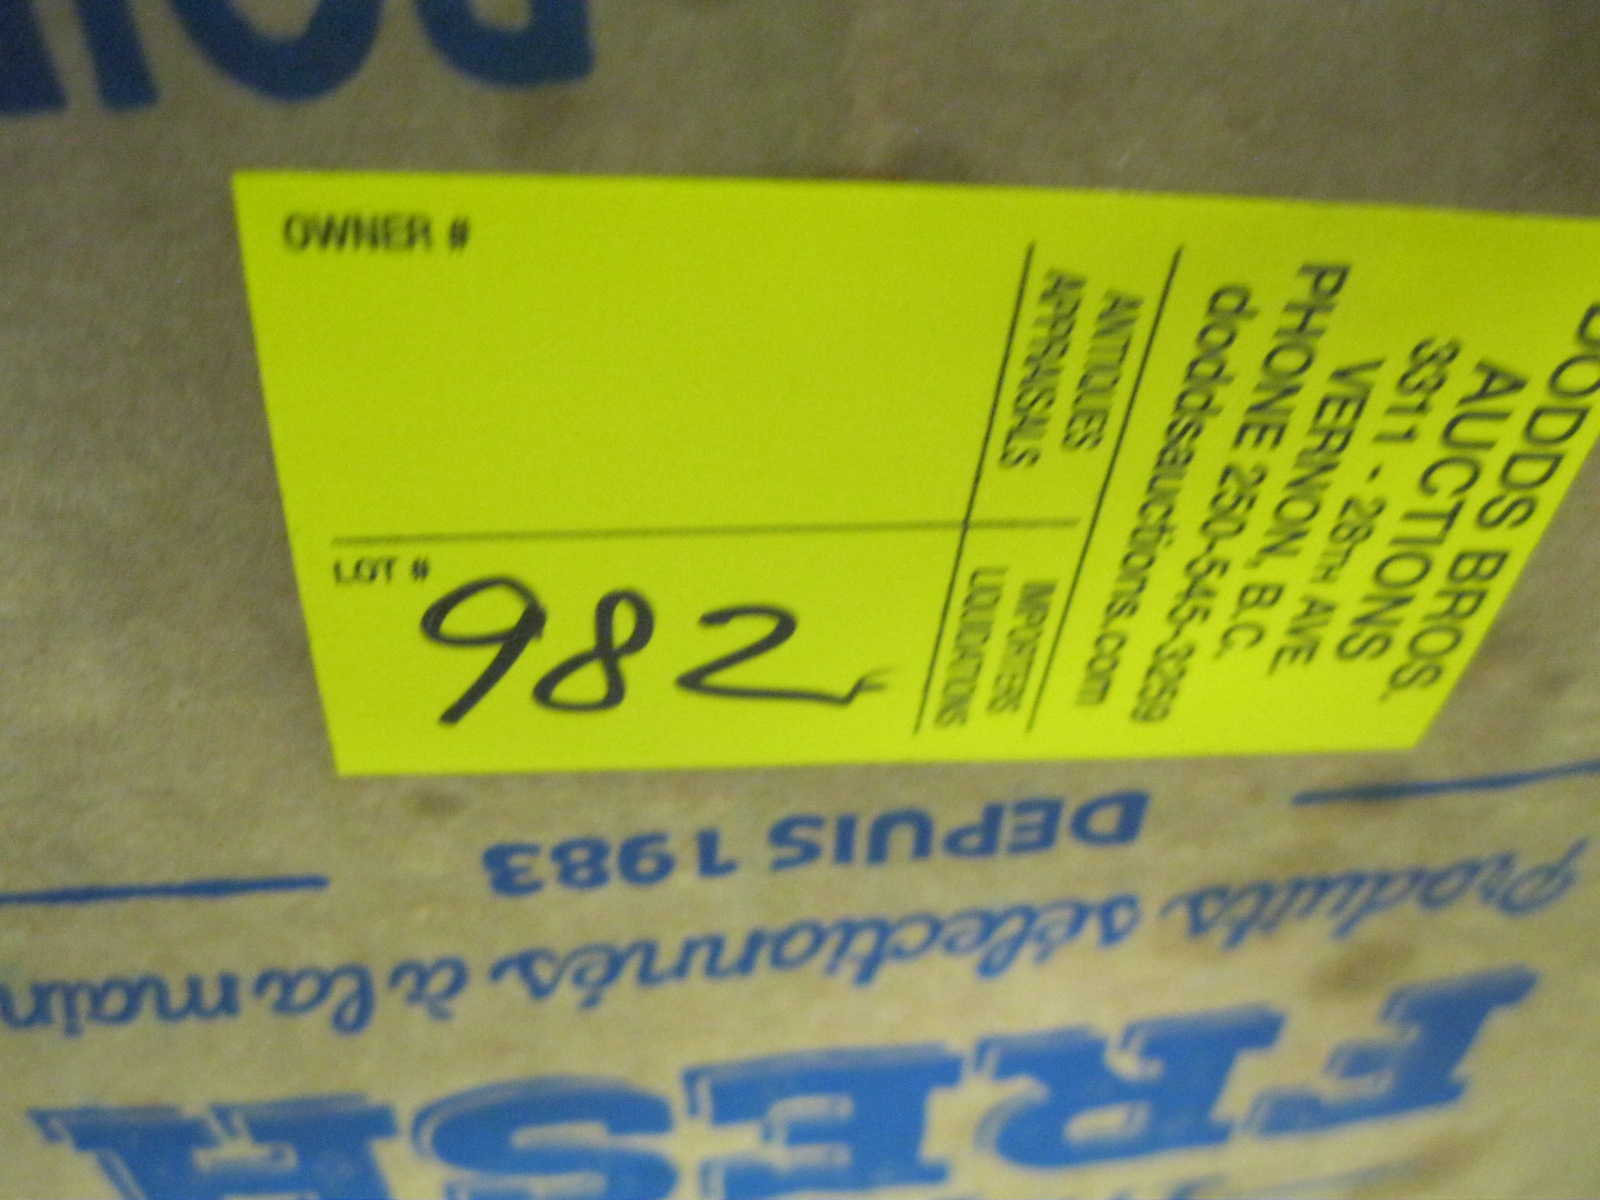 OWNER #
LOT # 982
DODDS BROS.
AUCTIONS
3311 - 28TH AVE
VERNON, B.C.
PHONE 250-545-3259
doddsauctions.com
ANTIQUES
APPRAISALS
IMPORTERS
LIQUIDATIONS
FRESH
Produits sélectionnés à la main
DEPUIS 1983